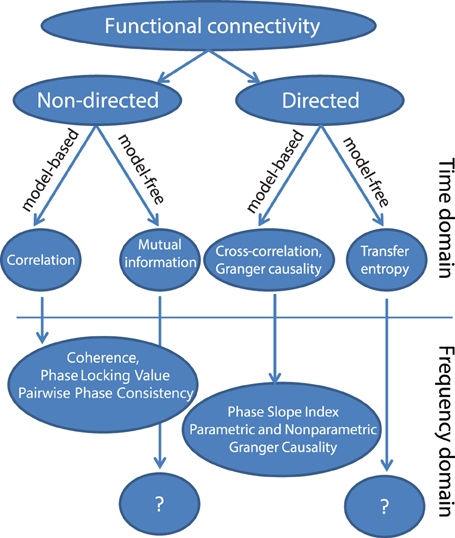 Functional connectivity
Non-directed
Directed
model-based
model-free
model-based
model-free
Time domain
Correlation
Mutual
information
Cross-correlation,
Granger causality
Transfer
entropy
Frequency domain
Coherence,
Phase Locking Value
Pairwise Phase Consistency
Phase Slope Index
Parametric and Nonparametric
Granger Causality
?
?